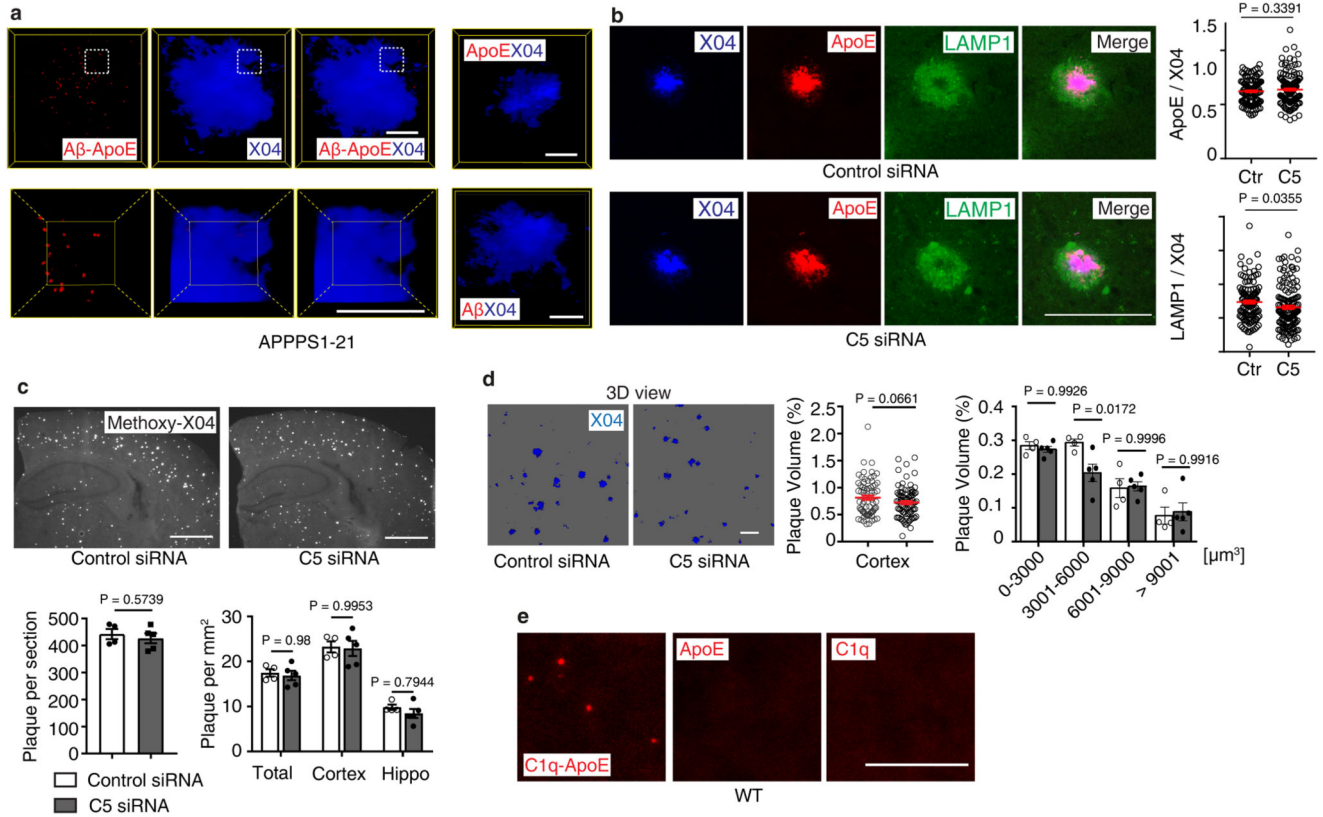 a
Aβ-ApoE
X04
Aβ-ApoEX04
ApoEX04
AβX04
APPPS1-21
b
X04
ApoE
LAMP1
Merge
Control siRNA
X04
ApoE
LAMP1
Merge
C5 siRNA
P = 0.3391
ApoE / X04
1.5
1.0
0.5
0
Ctr
C5
P = 0.0355
LAMP1 / X04
Ctr
C5
c
Methoxy-X04
Control siRNA
C5 siRNA
P = 0.5739
Plaque per section
500
400
300
200
100
0
Control siRNA
C5 siRNA
Plaque per mm²
30
20
10
0
P = 0.98
P = 0.9953
P = 0.7944
Total
Cortex
Hippo
d
3D view
X04
Control siRNA
C5 siRNA
P = 0.0661
Plaque Volume (%)
2.5
2.0
1.5
1.0
0.5
0
Cortex
Plaque Volume (%)
0.4
0.3
0.2
0.1
0
P = 0.9926
P = 0.0172
P = 0.9996
P = 0.9916
0-3000
3001-6000
6001-9000
> 9001
[µm³]
e
C1q-ApoE
ApoE
C1q
WT